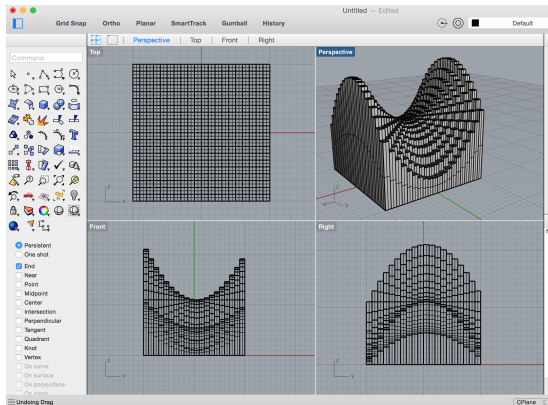 Untitled — Edited
Grid Snap Ortho Planar SmartTrack Gumball History
Default
Command
Perspective Top Front Right
Top
Perspective
y
x
z
y
x
Front
Right
z
x
z
y
Persistent
One shot
End
Near
Point
Midpoint
Center
Intersection
Perpendicular
Tangent
Quadrant
Knot
Vertex
On curve
On surface
On polysurface
On mesh
Undoing Drag
CPlane